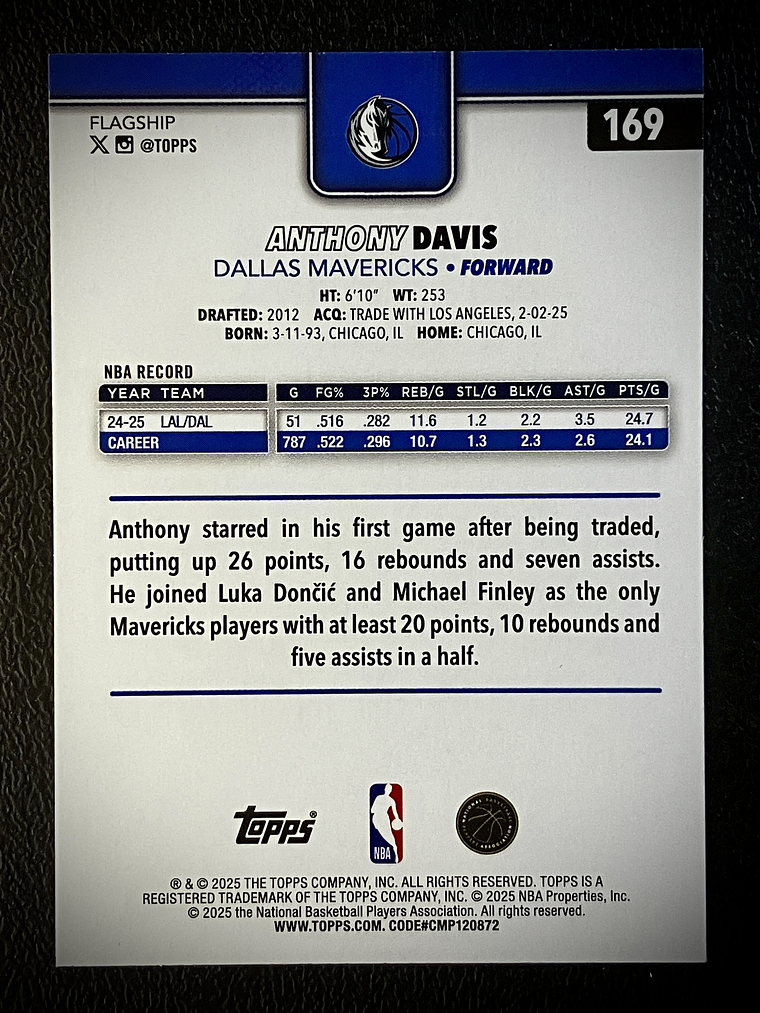 FLAGSHIP
@TOPPS
169
ANTHONY DAVIS
DALLAS MAVERICKS • FORWARD
HT: 6'10" WT: 253
DRAFTED: 2012 ACQ: TRADE WITH LOS ANGELES, 2-02-25
BORN: 3-11-93, CHICAGO, IL HOME: CHICAGO, IL
NBA RECORD
YEAR TEAM G FG% 3P% REB/G STL/G BLK/G AST/G PTS/G
24-25 LAL/DAL 51 .516 .282 11.6 1.2 2.2 3.5 24.7
CAREER 787 .522 .296 10.7 1.3 2.3 2.6 24.1
Anthony starred in his first game after being traded,
putting up 26 points, 16 rebounds and seven assists.
He joined Luka Dončić and Michael Finley as the only
Mavericks players with at least 20 points, 10 rebounds and
five assists in a half.
Topps®
NBA
NATIONAL BASKETBALL PLAYERS ASSOCIATION
® & © 2025 THE TOPPS COMPANY, INC. ALL RIGHTS RESERVED. TOPPS IS A
REGISTERED TRADEMARK OF THE TOPPS COMPANY, INC. © 2025 NBA Properties, Inc.
© 2025 the National Basketball Players Association. All rights reserved.
WWW.TOPPS.COM. CODE#CMP120872